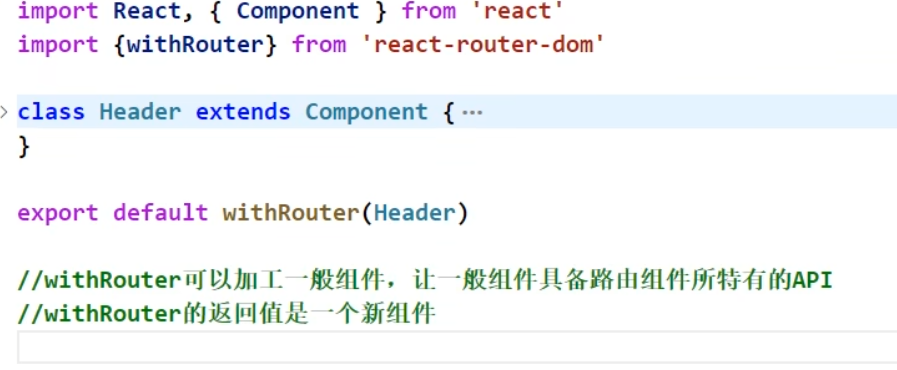 import React, { Component } from 'react'
import {withRouter} from 'react-router-dom'
class Header extends Component {···
}
export default withRouter(Header)
//withRouter可以加工一般组件，让一般组件具备路由组件所特有的API
//withRouter的返回值是一个新组件